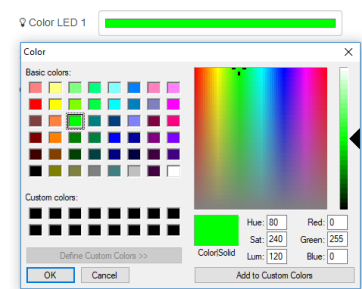 Color LED 1
Color
Basic colors:
Custom colors:
Define Custom Colors >>
OK Cancel
Color|Solid
Hue: 80 Red: 0
Sat: 240 Green: 255
Lum: 120 Blue: 0
Add to Custom Colors